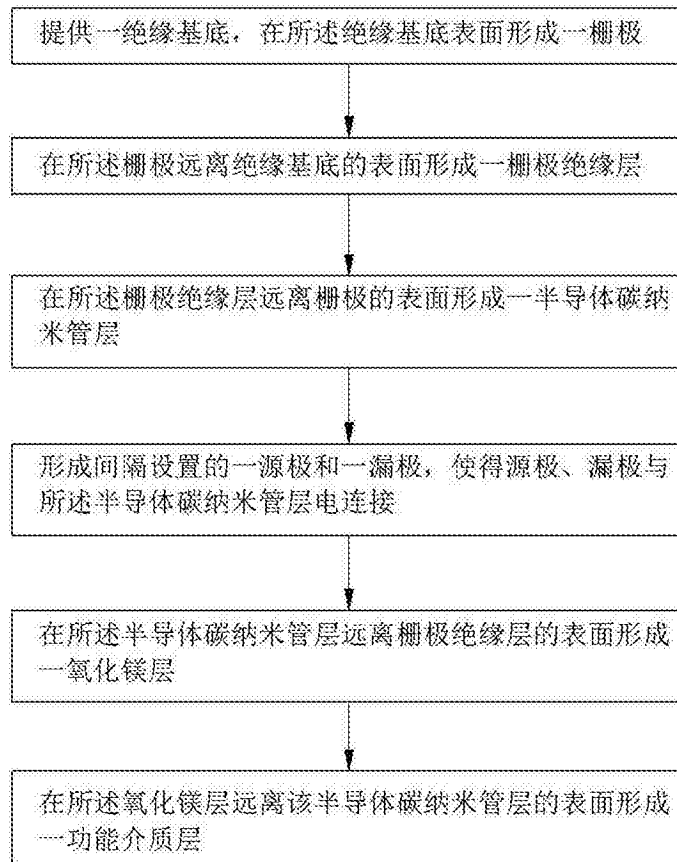 提供一绝缘基底，在所述绝缘基底表面形成一栅极
在所述栅极远离绝缘基底的表面形成一栅极绝缘层
在所述栅极绝缘层远离栅极的表面形成一半导体碳纳
米管层
形成间隔设置的一源极和一漏极，使得源极、漏极与
所述半导体碳纳米管层电连接
在所述半导体碳纳米管层远离栅极绝缘层的表面形成
一氧化镁层
在所述氧化镁层远离该半导体碳纳米管层的表面形成
一功能介质层